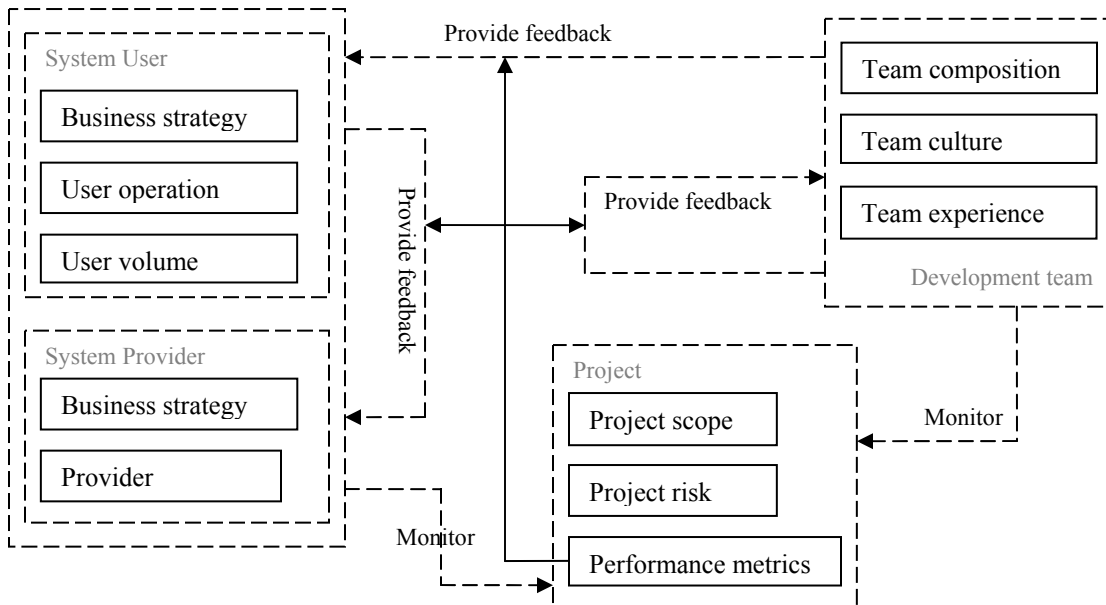 Provide feedback
System User
Business strategy
User operation
User volume
Provide feedback
Provide feedback
Team composition
Team culture
Team experience
Development team
System Provider
Business strategy
Provider
Monitor
Project
Project scope
Project risk
Performance metrics
Monitor